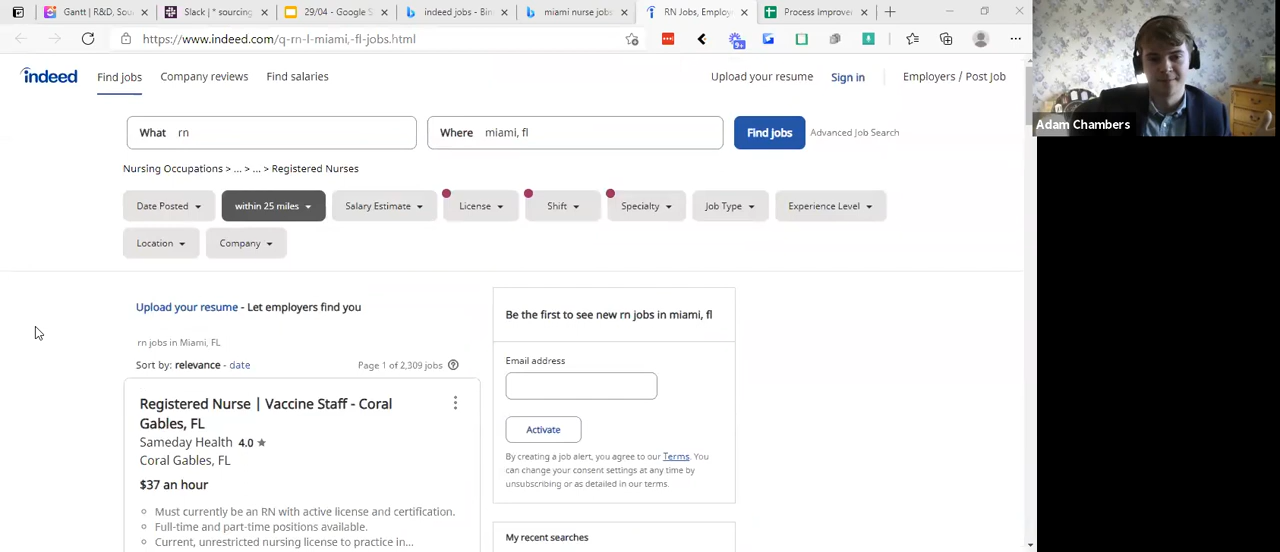 Gantt | R&D, Sou
Slack | * sourcing
29/04 - Google S
indeed jobs - Bin
miami nurse jobs
RN Jobs, Employ
Process Improver
https://www.indeed.com/q-rn-l-miami,-fl-jobs.html
9+
indeed
Find jobs
Company reviews
Find salaries
Upload your resume
Sign in
Employers / Post Job
What rn
Where miami, fl
Find jobs
Advanced Job Search
Nursing Occupations > ... > ... > Registered Nurses
Date Posted
within 25 miles
Salary Estimate
License
Shift
Specialty
Job Type
Experience Level
Location
Company
Upload your resume - Let employers find you
rn jobs in Miami, FL
Sort by: relevance - date
Page 1 of 2,309 jobs
Registered Nurse | Vaccine Staff - Coral
Gables, FL
Sameday Health 4.0
Coral Gables, FL
$37 an hour
Must currently be an RN with active license and certification.
Full-time and part-time positions available.
Current, unrestricted nursing license to practice in...
Be the first to see new rn jobs in miami, fl
Email address
Activate
By creating a job alert, you agree to our Terms. You
can change your consent settings at any time by
unsubscribing or as detailed in our terms.
My recent searches
Adam Chambers